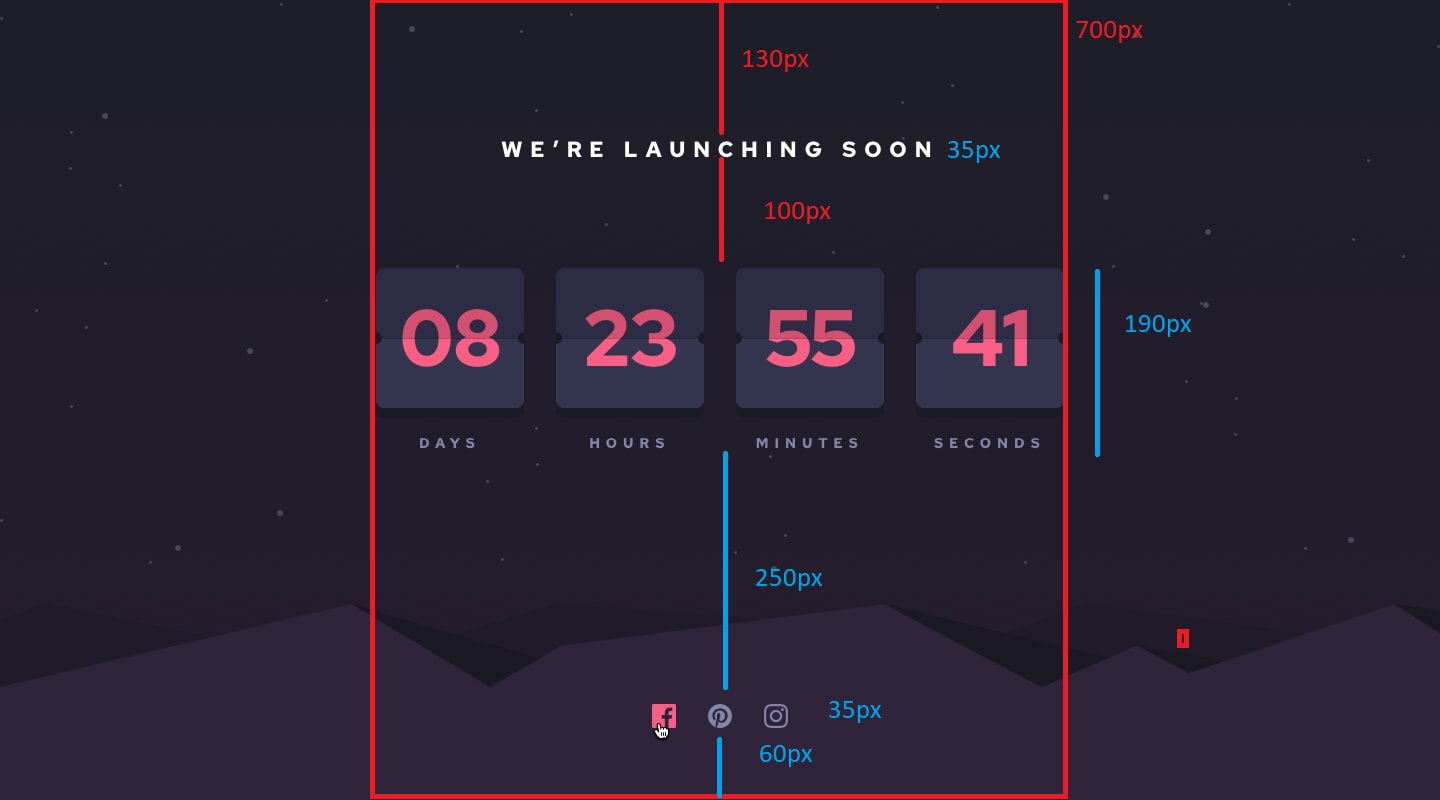 700px
130px
WE’RE LAUNCHING SOON 35px
100px
08 23 55 41
190px
DAYS HOURS MINUTES SECONDS
250px
35px
60px